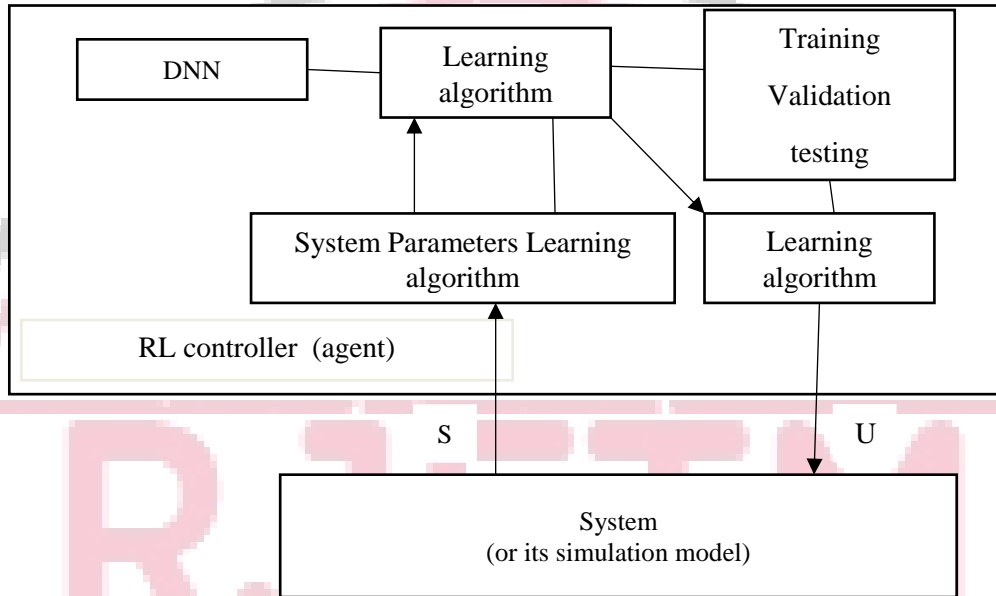 DNN
Learning
algorithm
Training
Validation
testing
System Parameters Learning
algorithm
Learning
algorithm
RL controller (agent)
S
U
System
(or its simulation model)